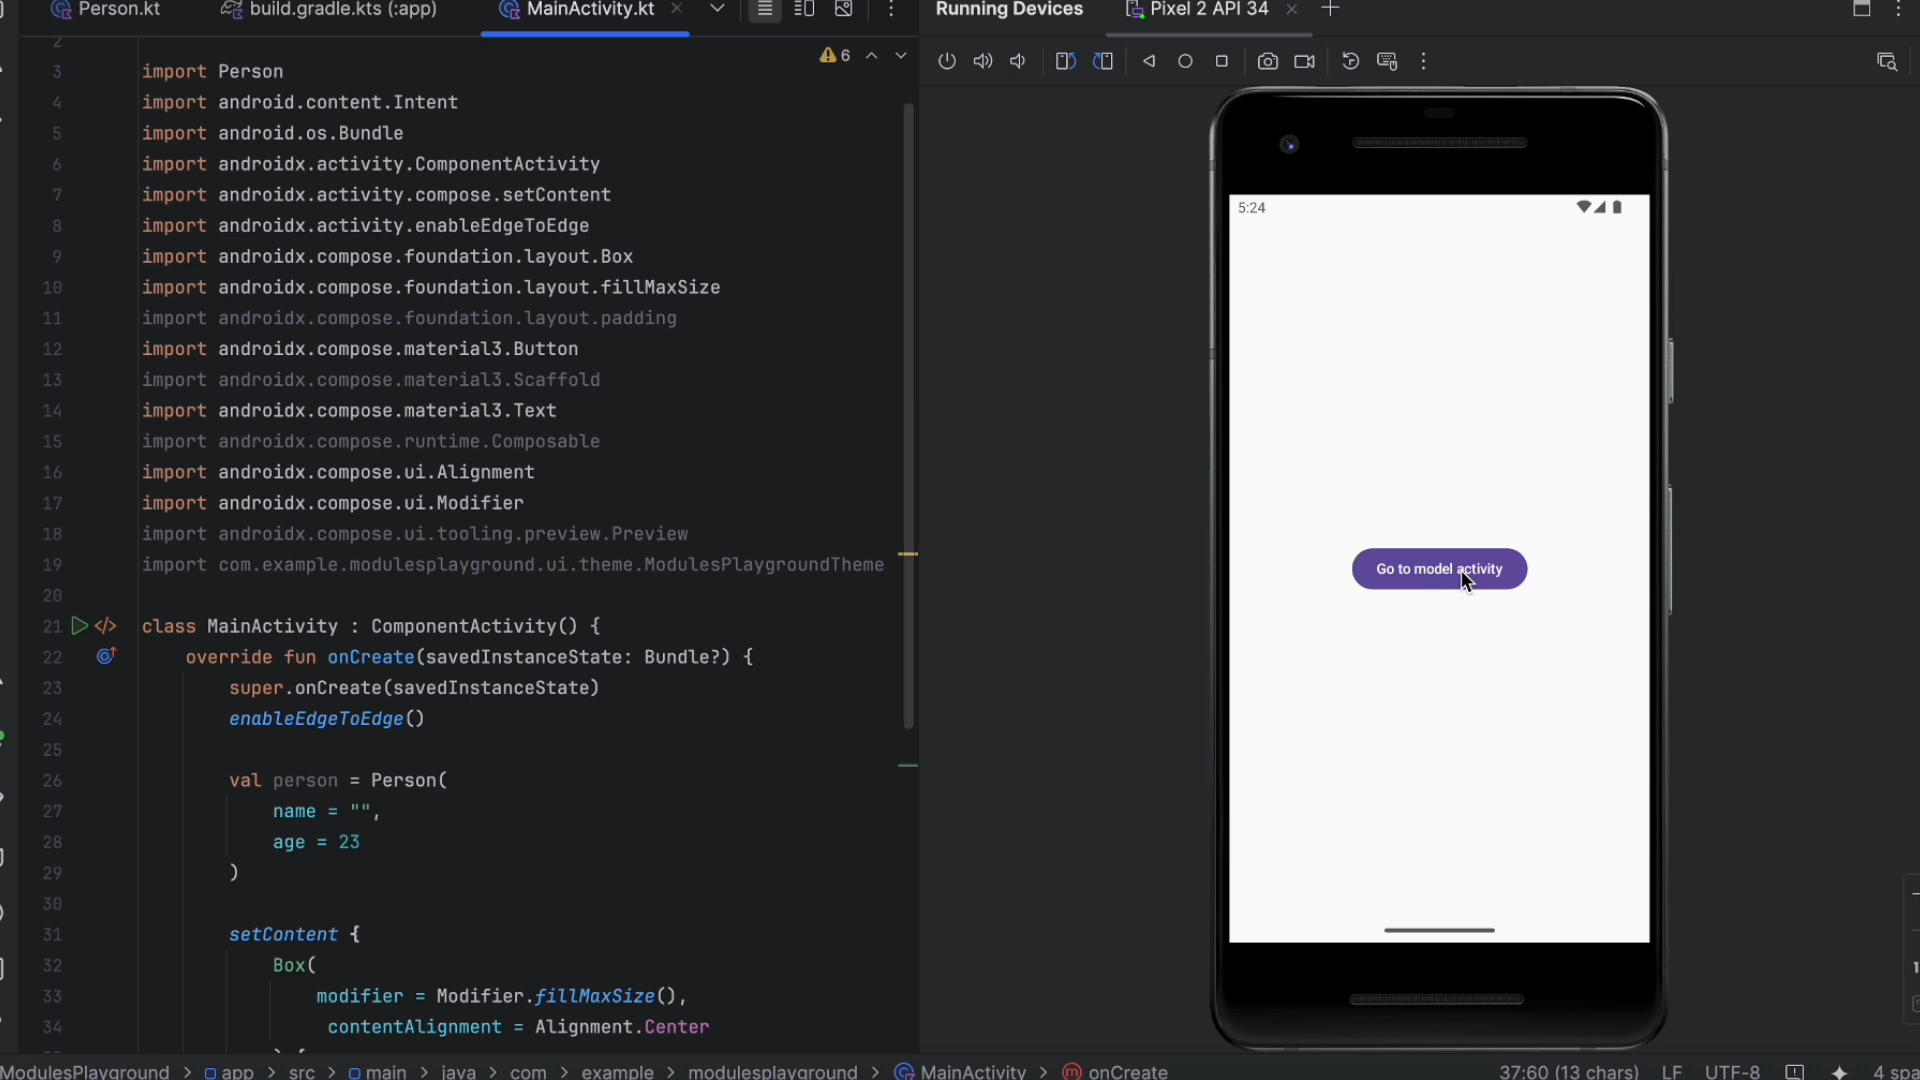 Person.kt
build.gradle.kts (:app)
MainActivity.kt
Running Devices
Pixel 2 API 34
6
2
3 import Person
4 import android.content.Intent
5 import android.os.Bundle
6 import androidx.activity.ComponentActivity
7 import androidx.activity.compose.setContent
8 import androidx.activity.enableEdgeToEdge
9 import androidx.compose.foundation.layout.Box
10 import androidx.compose.foundation.layout.fillMaxSize
11 import androidx.compose.foundation.layout.padding
12 import androidx.compose.material3.Button
13 import androidx.compose.material3.Scaffold
14 import androidx.compose.material3.Text
15 import androidx.compose.runtime.Composable
16 import androidx.compose.ui.Alignment
17 import androidx.compose.ui.Modifier
18 import androidx.compose.ui.tooling.preview.Preview
19 import com.example.modulesplayground.ui.theme.ModulesPlaygroundTheme
20
21 class MainActivity : ComponentActivity() {
22 override fun onCreate(savedInstanceState: Bundle?) {
23 super.onCreate(savedInstanceState)
24 enableEdgeToEdge()
25
26 val person = Person(
27 name = "",
28 age = 23
29 )
30
31 setContent {
32 Box(
33 modifier = Modifier.fillMaxSize(),
34 contentAlignment = Alignment.Center
5:24
Go to model activity
ModulesPlayground > app > src > main > java > com > example > modulesplayground > MainActivity > onCreate
37:60 (13 chars) LF UTF-8 4 spa